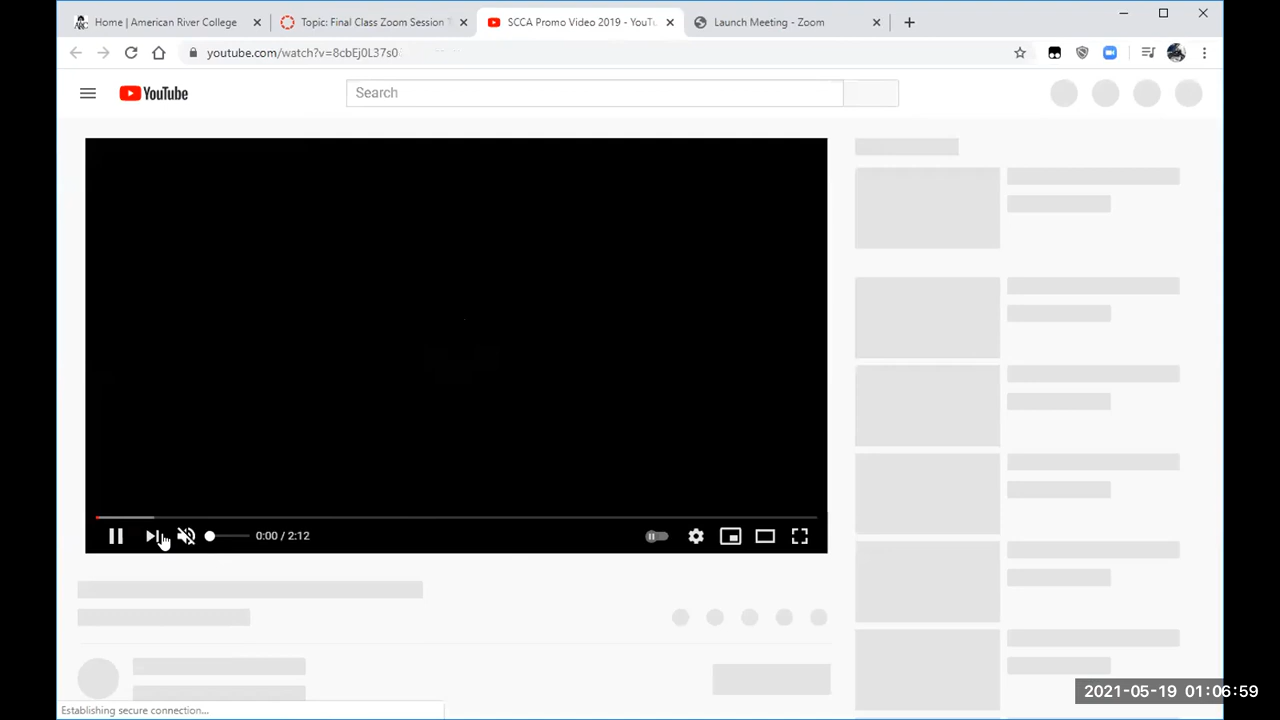 Home | American River College
Topic: Final Class Zoom Session
SCCA Promo Video 2019 - YouTu
Launch Meeting - Zoom
youtube.com/watch?v=8cbEj0L37s0
YouTube
Search
0:00 / 2:12
Establishing secure connection...
2021-05-19 01:06:59